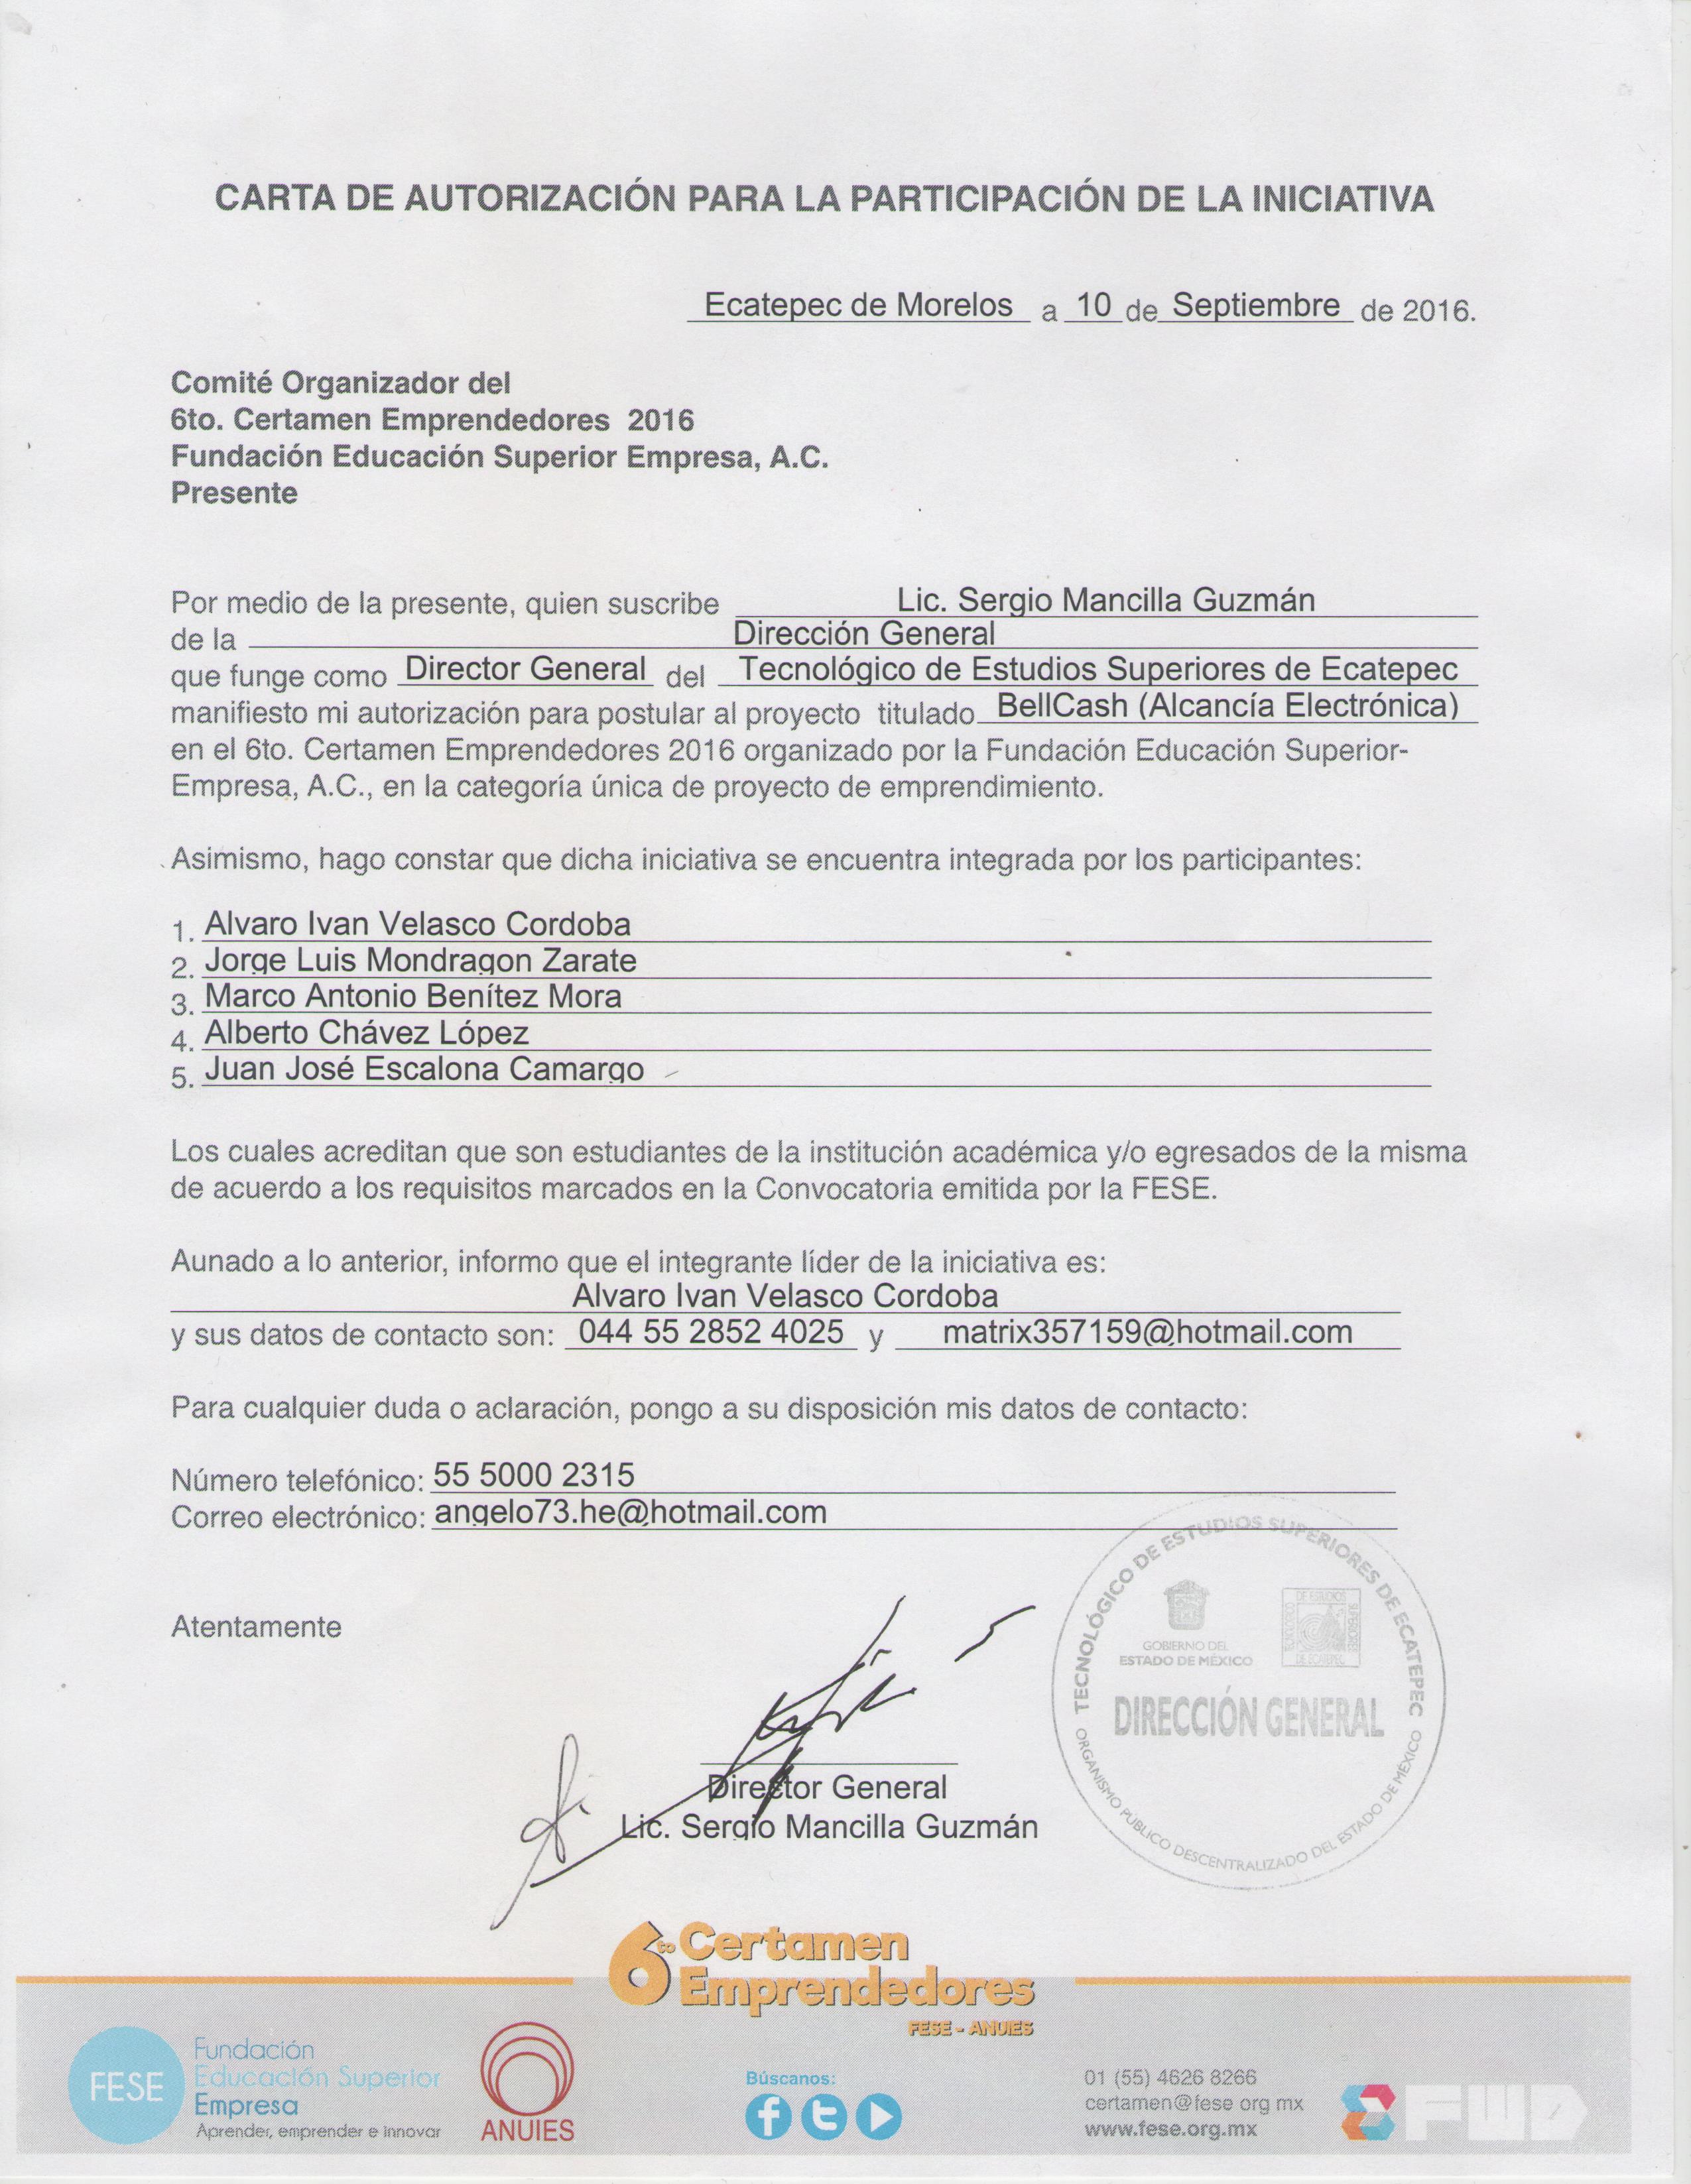 CARTA DE AUTORIZACIÓN PARA LA PARTICIPACIÓN DE LA INICIATIVA
Ecatepec de Morelos a 10 de Septiembre de 2016.
Comité Organizador del
6to. Certamen Emprendedores 2016
Fundación Educación Superior Empresa, A.C.
Presente
Por medio de la presente, quien suscribe Lic. Sergio Mancilla Guzmán
de la Dirección General
que funge como Director General del Tecnológico de Estudios Superiores de Ecatepec
manifiesto mi autorización para postular al proyecto titulado BellCash (Alcancía Electrónica)
en el 6to. Certamen Emprendedores 2016 organizado por la Fundación Educación Superior-
Empresa, A.C., en la categoría única de proyecto de emprendimiento.
Asimismo, hago constar que dicha iniciativa se encuentra integrada por los participantes:
1. Alvaro Ivan Velasco Cordoba
2. Jorge Luis Mondragon Zarate
3. Marco Antonio Benítez Mora
4. Alberto Chávez López
5. Juan José Escalona Camargo
Los cuales acreditan que son estudiantes de la institución académica y/o egresados de la misma
de acuerdo a los requisitos marcados en la Convocatoria emitida por la FESE.
Aunado a lo anterior, informo que el integrante líder de la iniciativa es:
Alvaro Ivan Velasco Cordoba
y sus datos de contacto son: 044 55 2852 4025 y matrix357159@hotmail.com
Para cualquier duda o aclaración, pongo a su disposición mis datos de contacto:
Número telefónico: 55 5000 2315
Correo electrónico: angelo73.he@hotmail.com
Atentamente
TECNOLÓGICO DE ESTUDIOS SUPERIORES DE ECATEPEC
GOBIERNO DEL
ESTADO DE MÉXICO
DE ESTUDIOS
SUPERIORES
DE ECATEPEC
DIRECCIÓN GENERAL
ORGANISMO PÚBLICO DESCENTRALIZADO DEL ESTADO DE MÉXICO
Director General
Lic. Sergio Mancilla Guzmán
6to Certamen
Emprendedores
FESE - ANUIES
FESE
Fundación
Educación Superior
Empresa
Aprender, emprender e innovar
ANUIES
Búscanos:
01 (55) 4626 8266
certamen@fese org mx
www.fese.org.mx
FWD